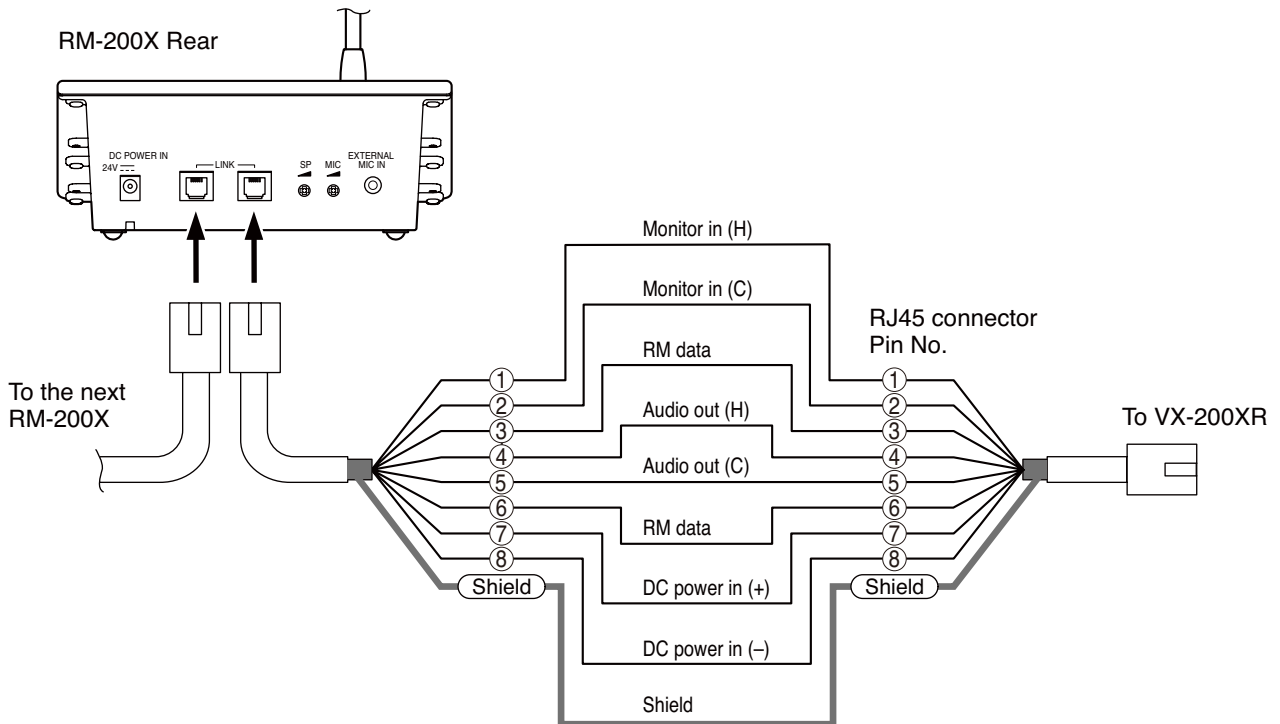 RM-200X Rear
DC POWER IN
24V
LINK
SP
MIC
EXTERNAL
MIC IN
Monitor in (H)
Monitor in (C)
RM data
Audio out (H)
Audio out (C)
RM data
DC power in (+)
DC power in (–)
Shield
To the next
RM-200X
1
2
3
4
5
6
7
8
Shield
RJ45 connector
Pin No.
1
2
3
4
5
6
7
8
Shield
To VX-200XR